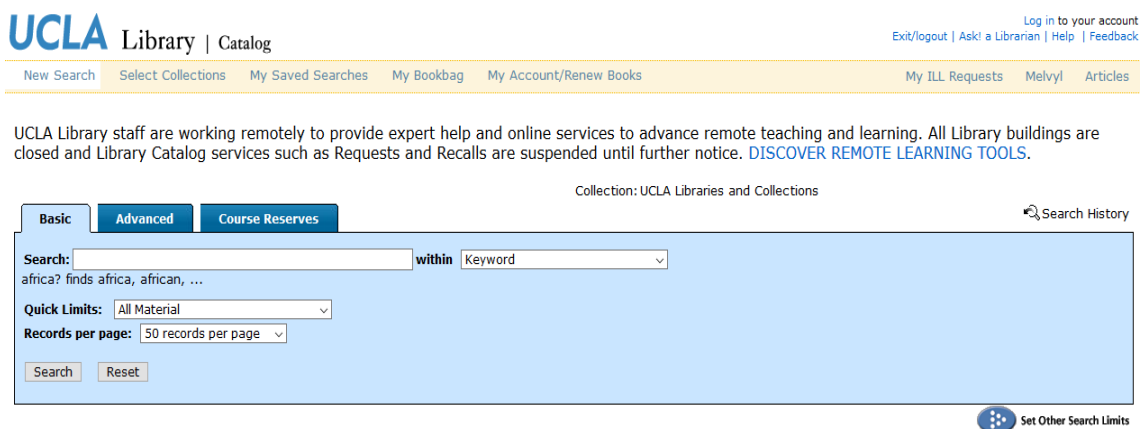 UCLA Library | Catalog
Log in to your account
Exit/logout | Ask! a Librarian | Help | Feedback
New Search Select Collections My Saved Searches My Bookbag My Account/Renew Books My ILL Requests Melvyl Articles
UCLA Library staff are working remotely to provide expert help and online services to advance remote teaching and learning. All Library buildings are
closed and Library Catalog services such as Requests and Recalls are suspended until further notice. DISCOVER REMOTE LEARNING TOOLS.
Collection: UCLA Libraries and Collections
Basic Advanced Course Reserves Search History
Search: within Keyword
africa? finds africa, african, ...
Quick Limits: All Material
Records per page: 50 records per page
Search Reset
Set Other Search Limits